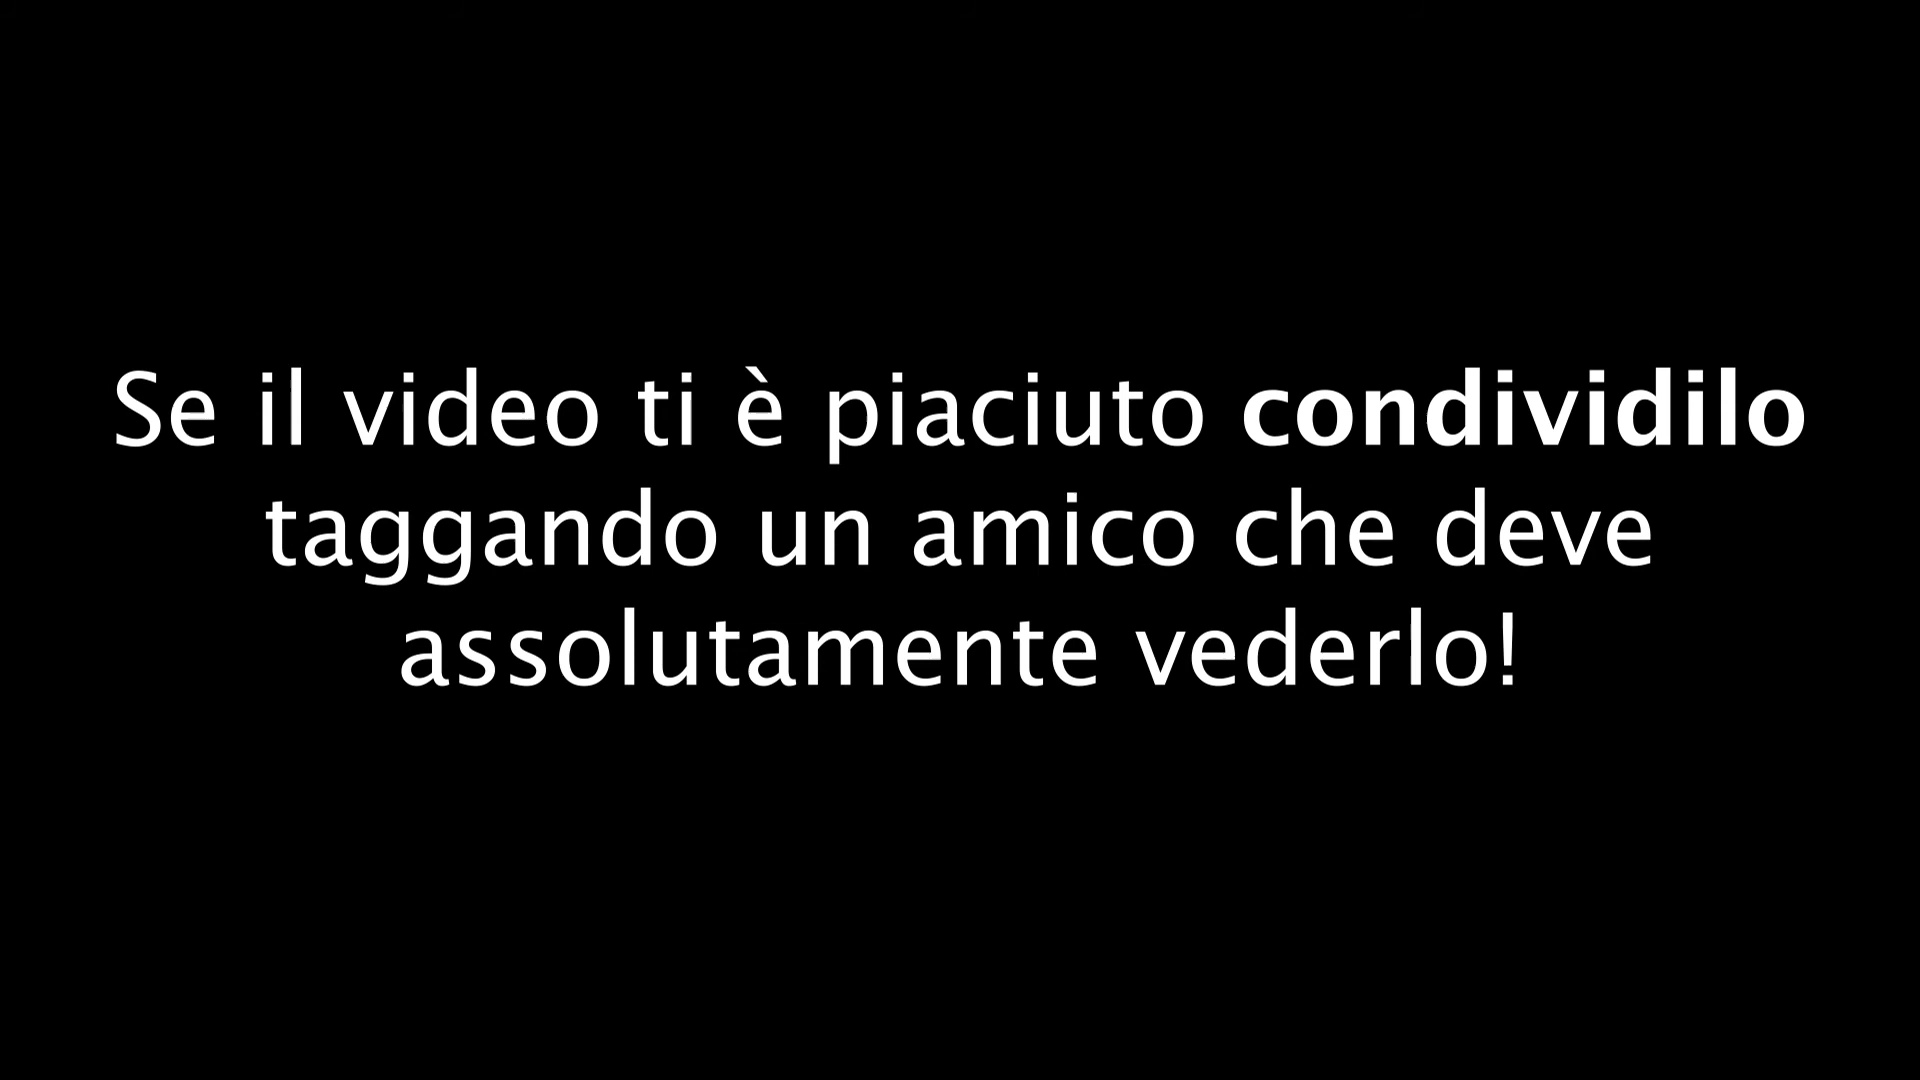 Se il video ti è piaciuto condividilo
taggando un amico che deve
assolutamente vederlo!